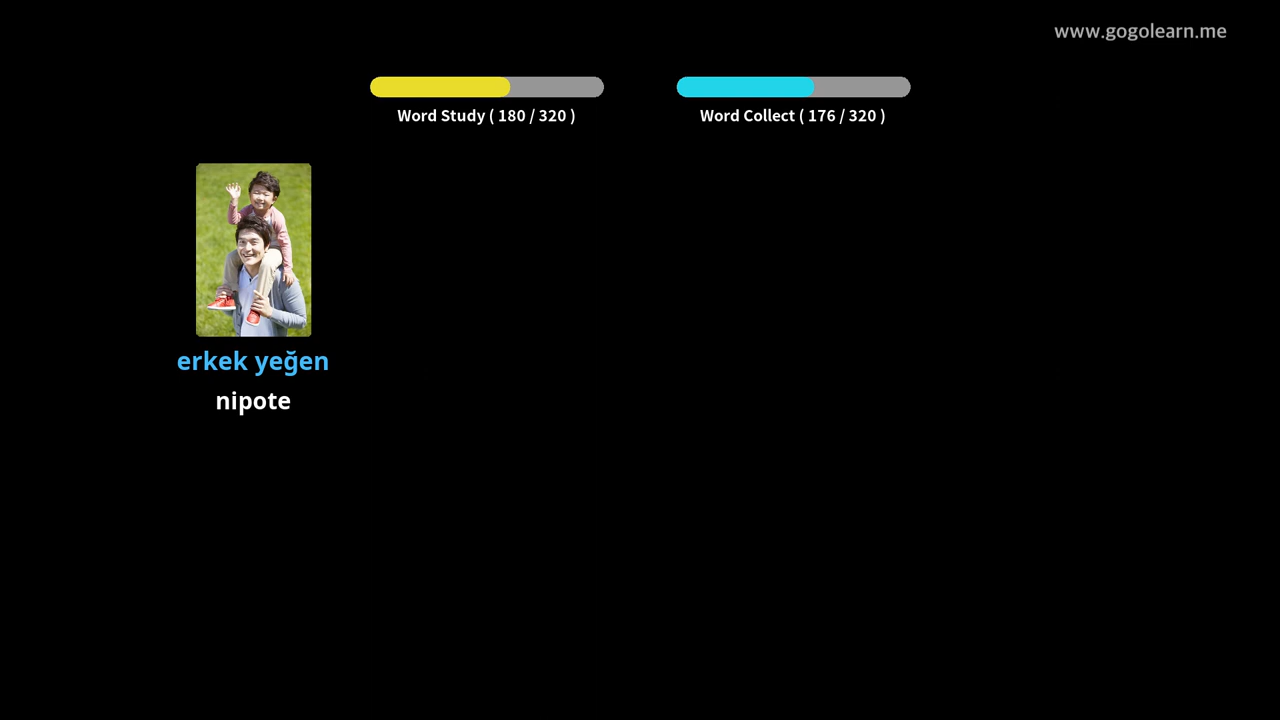 www.gogolearn.me
Word Study ( 180 / 320 )
Word Collect ( 176 / 320 )
erkek yeğen
nipote